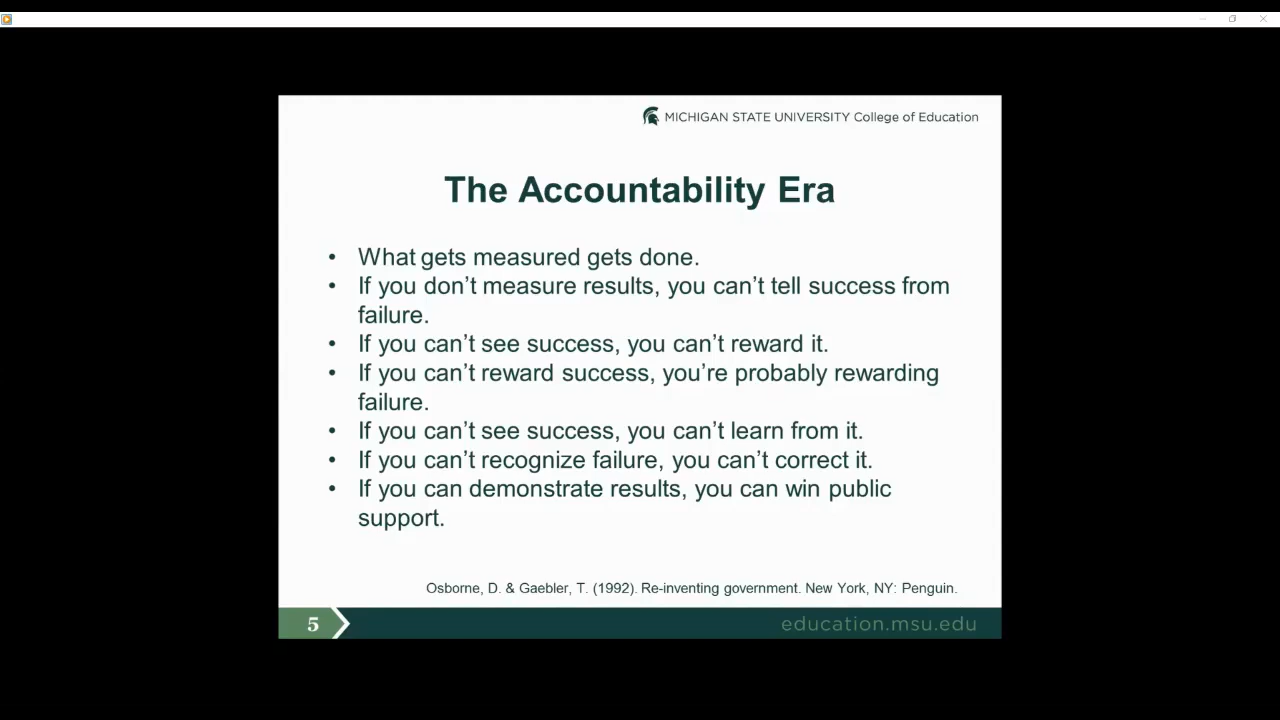 MICHIGAN STATE UNIVERSITY College of Education
The Accountability Era
• What gets measured gets done.
• If you don’t measure results, you can’t tell success from
failure.
• If you can’t see success, you can’t reward it.
• If you can’t reward success, you’re probably rewarding
failure.
• If you can’t see success, you can’t learn from it.
• If you can’t recognize failure, you can’t correct it.
• If you can demonstrate results, you can win public
support.
Osborne, D. & Gaebler, T. (1992). Re-inventing government. New York, NY: Penguin.
5
education.msu.edu